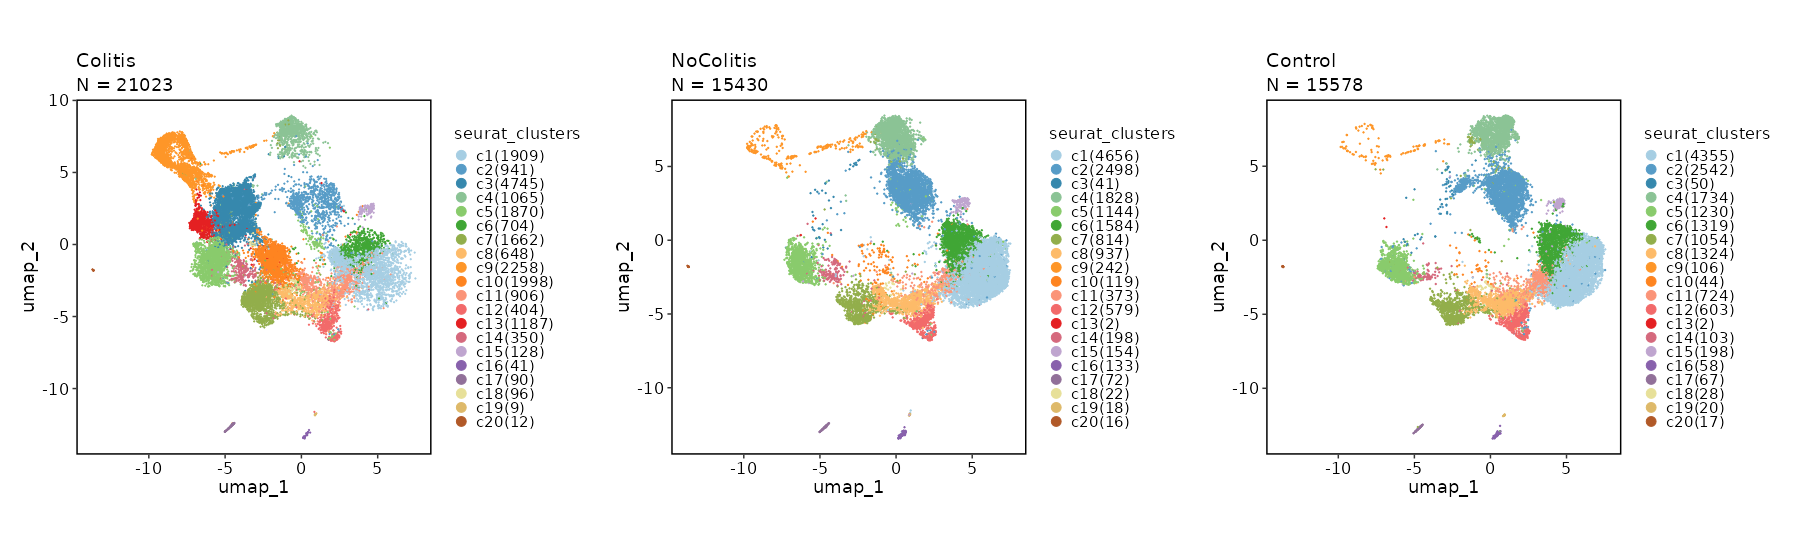 Colitis
N = 21023
10
5
0
-5
-10
-10
-5
0
5
umap_1
umap_2
seurat_clusters
c1(1909)
c2(941)
c3(4745)
c4(1065)
c5(1870)
c6(704)
c7(1662)
c8(648)
c9(2258)
c10(1998)
c11(906)
c12(404)
c13(1187)
c14(350)
c15(128)
c16(41)
c17(90)
c18(96)
c19(9)
c20(12)
NoColitis
N = 15430
5
0
-5
-10
-10
-5
0
5
umap_1
umap_2
seurat_clusters
c1(4656)
c2(2498)
c3(41)
c4(1828)
c5(1144)
c6(1584)
c7(814)
c8(937)
c9(242)
c10(119)
c11(373)
c12(579)
c13(2)
c14(198)
c15(154)
c16(133)
c17(72)
c18(22)
c19(18)
c20(16)
Control
N = 15578
5
0
-5
-10
-10
-5
0
5
umap_1
umap_2
seurat_clusters
c1(4355)
c2(2542)
c3(50)
c4(1734)
c5(1230)
c6(1319)
c7(1054)
c8(1324)
c9(106)
c10(44)
c11(724)
c12(603)
c13(2)
c14(103)
c15(198)
c16(58)
c17(67)
c18(28)
c19(20)
c20(17)